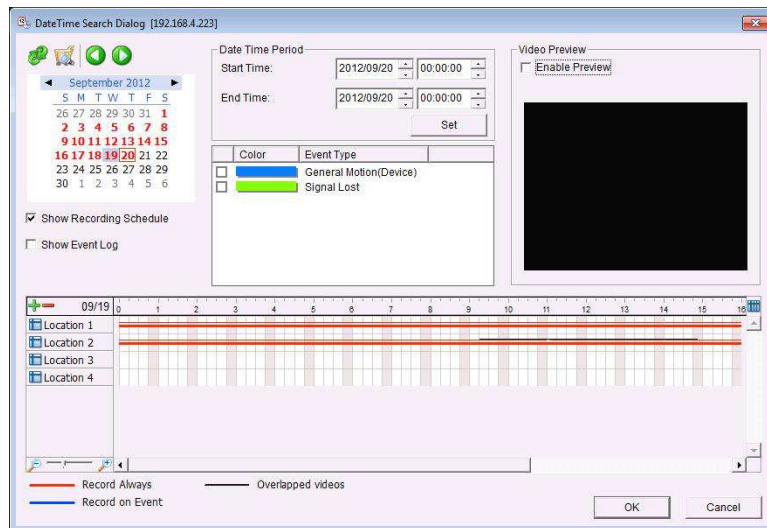 DateTime Search Dialog [192.168.4.223]
Date Time Period
Start Time: 2012/09/20 00:00:00
End Time: 2012/09/20 00:00:00
Set
Video Preview
Enable Preview
September 2012
S M T W T F S
26 27 28 29 30 31 1
2 3 4 5 6 7 8
9 10 11 12 13 14 15
16 17 18 19 20 21 22
23 24 25 26 27 28 29
30 1 2 3 4 5 6
Color Event Type
General Motion(Device)
Signal Lost
Show Recording Schedule
Show Event Log
09/19 0 1 2 3 4 5 6 7 8 9 10 11 12 13 14 15 16
Location 1
Location 2
Location 3
Location 4
Record Always
Overlapped videos
Record on Event
OK
Cancel